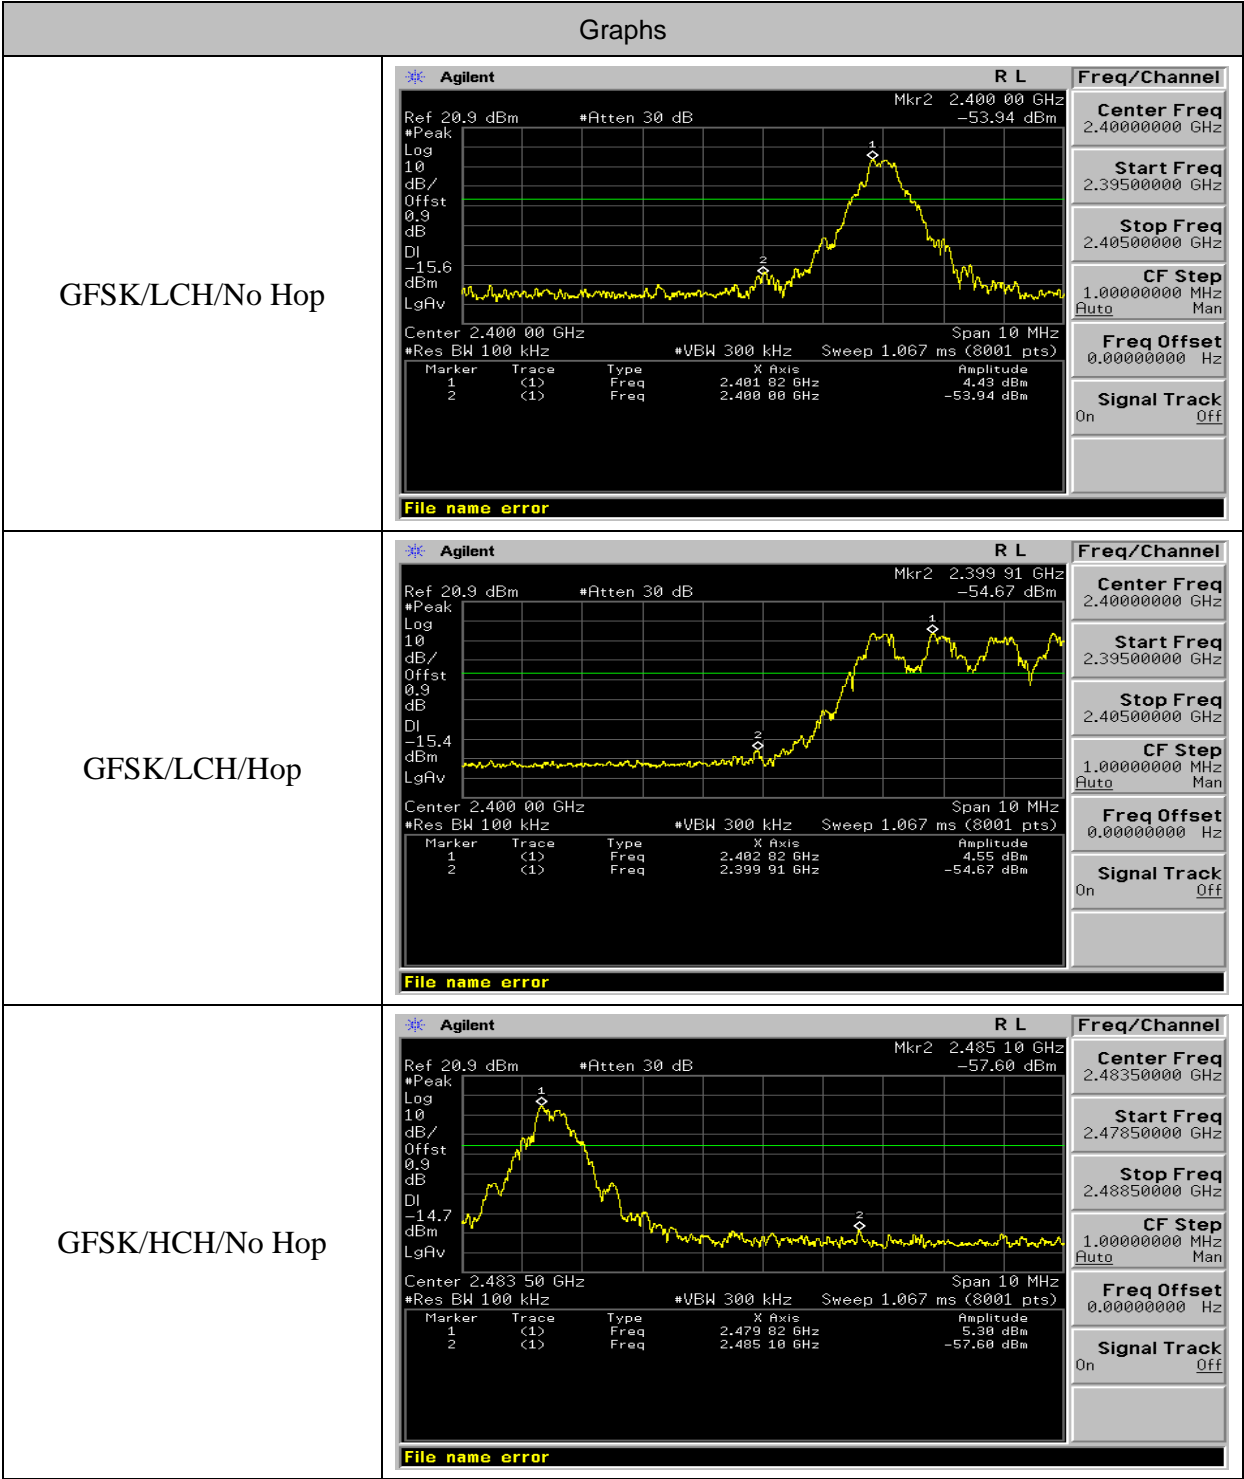 Graphs
GFSK/LCH/No Hop
Agilent R L Freq/Channel
Mkr2 2.400 00 GHz
Ref 20.9 dBm #Atten 30 dB -53.94 dBm
#Peak
Log
10
dB/
Offst
0.9
dB
DI
-15.6
dBm
LgAv
1
2
Center 2.400 00 GHz Span 10 MHz
#Res BW 100 kHz #VBW 300 kHz Sweep 1.067 ms (8001 pts)
Marker Trace Type X Axis Amplitude
1 (1) Freq 2.401 82 GHz 4.43 dBm
2 (1) Freq 2.400 00 GHz -53.94 dBm
File name error
Center Freq
2.40000000 GHz
Start Freq
2.39500000 GHz
Stop Freq
2.40500000 GHz
CF Step
1.00000000 MHz
Auto Man
Freq Offset
0.00000000 Hz
Signal Track
On Off
GFSK/LCH/Hop
Agilent R L Freq/Channel
Mkr2 2.399 91 GHz
Ref 20.9 dBm #Atten 30 dB -54.67 dBm
#Peak
Log
10
dB/
Offst
0.9
dB
DI
-15.4
dBm
LgAv
1
2
Center 2.400 00 GHz Span 10 MHz
#Res BW 100 kHz #VBW 300 kHz Sweep 1.067 ms (8001 pts)
Marker Trace Type X Axis Amplitude
1 (1) Freq 2.402 82 GHz 4.55 dBm
2 (1) Freq 2.399 91 GHz -54.67 dBm
File name error
Center Freq
2.40000000 GHz
Start Freq
2.39500000 GHz
Stop Freq
2.40500000 GHz
CF Step
1.00000000 MHz
Auto Man
Freq Offset
0.00000000 Hz
Signal Track
On Off
GFSK/HCH/No Hop
Agilent R L Freq/Channel
Mkr2 2.485 10 GHz
Ref 20.9 dBm #Atten 30 dB -57.60 dBm
#Peak
Log
10
dB/
Offst
0.9
dB
DI
-14.7
dBm
LgAv
1
2
Center 2.483 50 GHz Span 10 MHz
#Res BW 100 kHz #VBW 300 kHz Sweep 1.067 ms (8001 pts)
Marker Trace Type X Axis Amplitude
1 (1) Freq 2.479 82 GHz 5.30 dBm
2 (1) Freq 2.485 10 GHz -57.60 dBm
File name error
Center Freq
2.48350000 GHz
Start Freq
2.47850000 GHz
Stop Freq
2.48850000 GHz
CF Step
1.00000000 MHz
Auto Man
Freq Offset
0.00000000 Hz
Signal Track
On Off